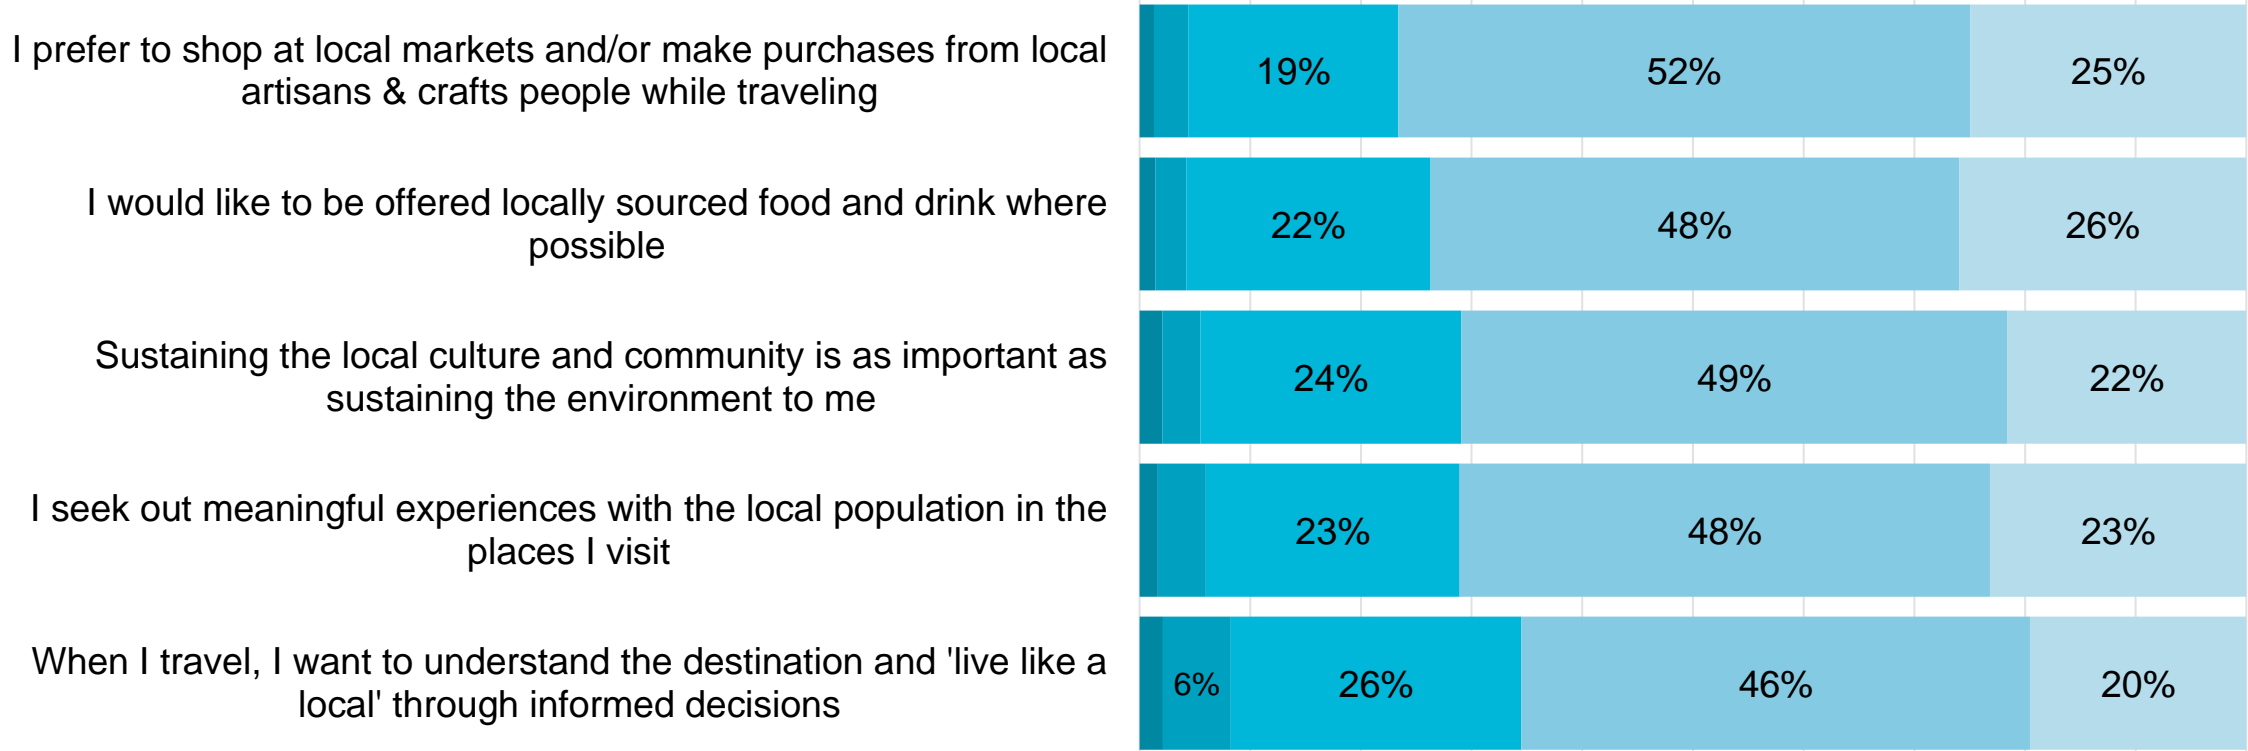 I prefer to shop at local markets and/or make purchases from local
artisans & crafts people while traveling
19% 52% 25%
I would like to be offered locally sourced food and drink where
possible
22% 48% 26%
Sustaining the local culture and community is as important as
sustaining the environment to me
24% 49% 22%
I seek out meaningful experiences with the local population in the
places I visit
23% 48% 23%
When I travel, I want to understand the destination and 'live like a
local' through informed decisions
6% 26% 46% 20%